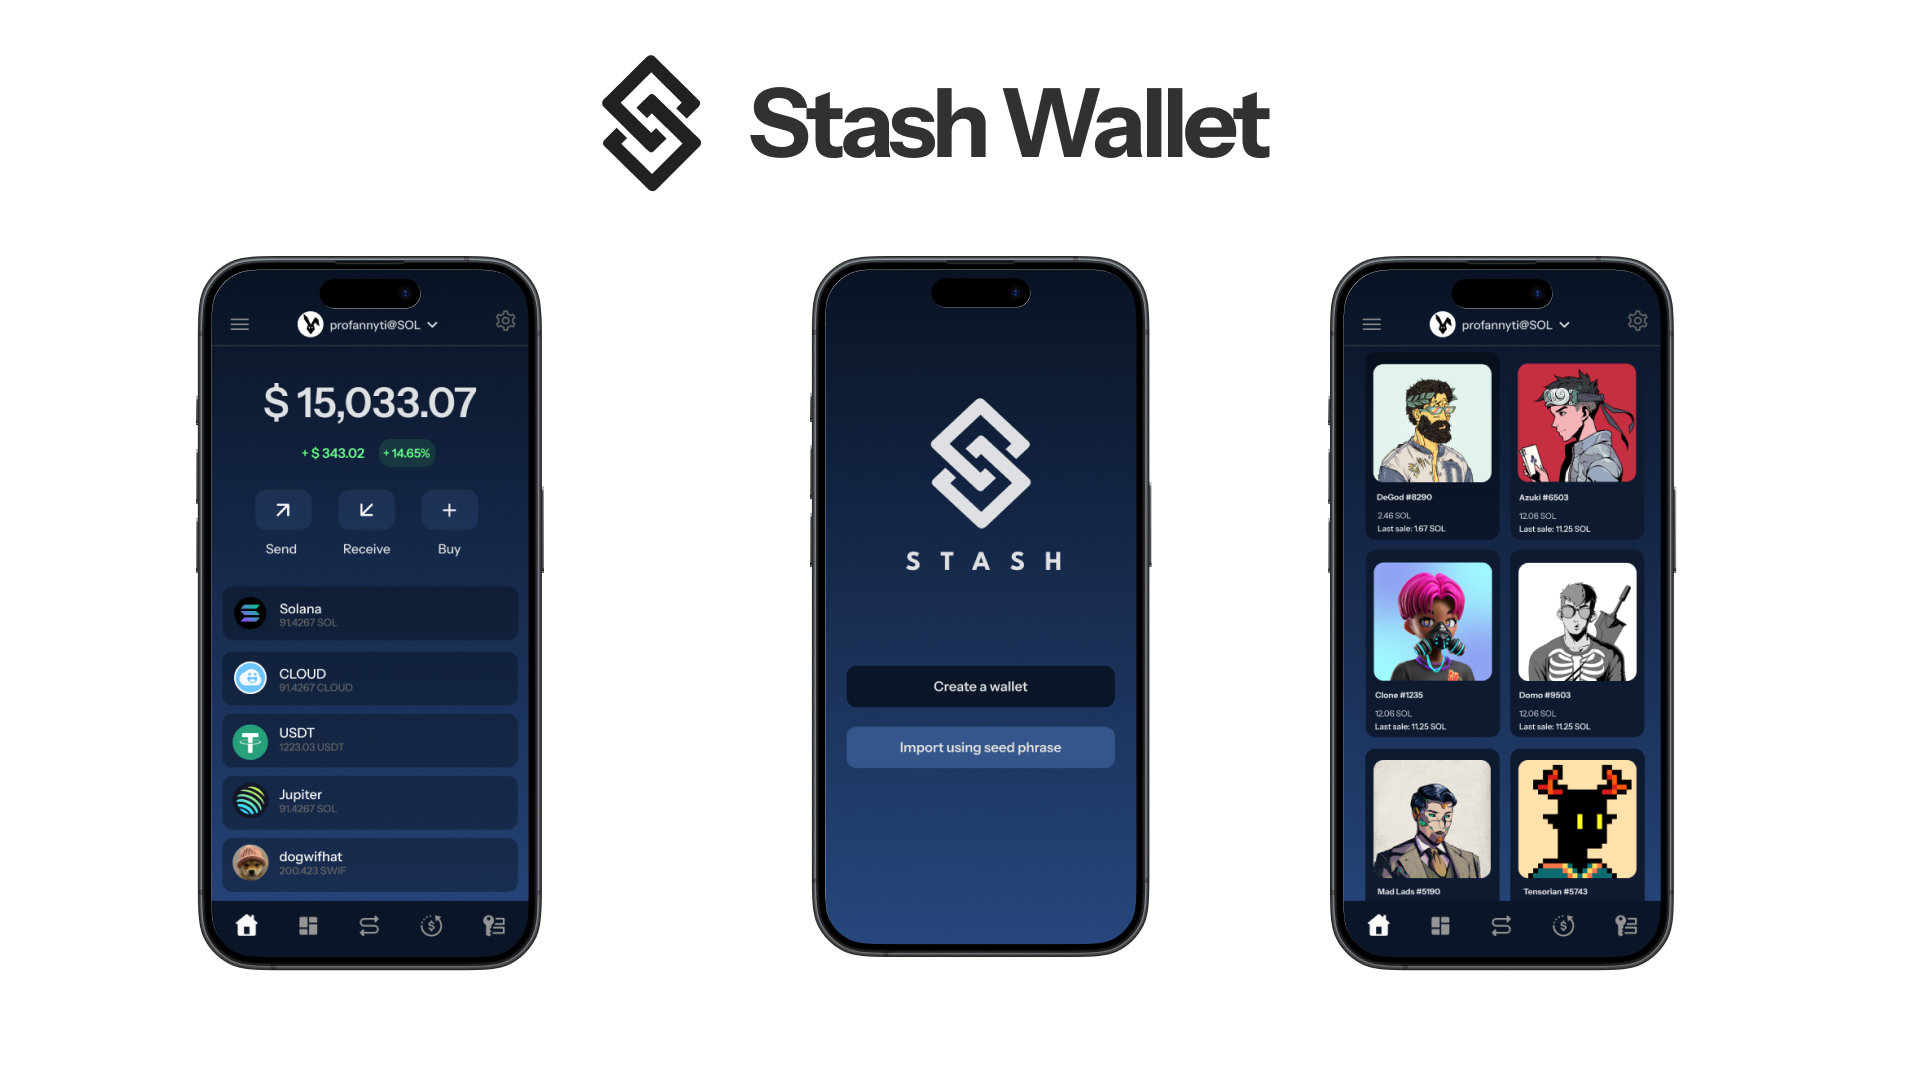 Stash Wallet
profannyti@SOL
$ 15,033.07
+ $ 343.02 + 14.65%
Send Receive Buy
Solana
91.4267 SOL
CLOUD
91.4267 CLOUD
USDT
1223.03 USDT
Jupiter
91.4267 SOL
dogwifhat
200.423 $WIF
STASH
Create a wallet
Import using seed phrase
profannyti@SOL
DeGod #8290
2.46 SOL
Last sale: 1.67 SOL
Azuki #6503
12.06 SOL
Last sale: 11.25 SOL
Clone #1235
12.06 SOL
Last sale: 11.25 SOL
Domo #9503
12.06 SOL
Last sale: 11.25 SOL
Mad Lads #5190
Tensorian #5743